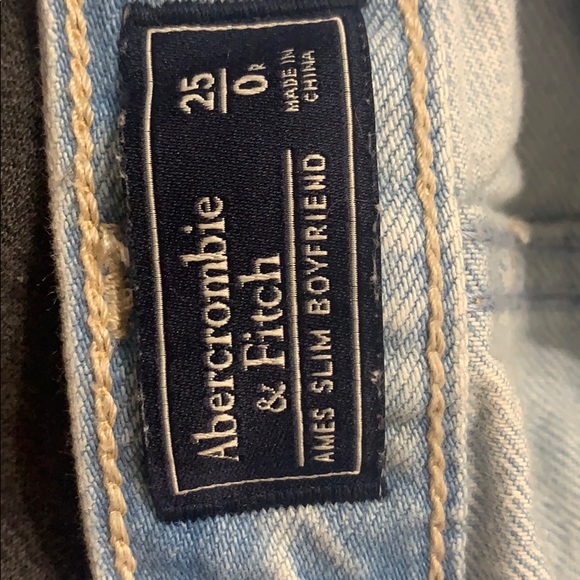 Abercrombie
& Fitch
AMES SLIM BOYFRIEND
25
0R
MADE IN
CHINA